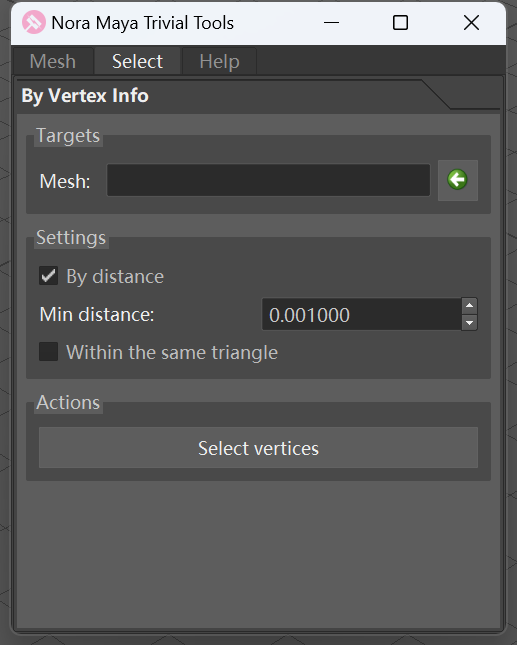 Nora Maya Trivial Tools
Mesh Select Help
By Vertex Info
Targets
Mesh:
Settings
By distance
Min distance: 0.001000
Within the same triangle
Actions
Select vertices